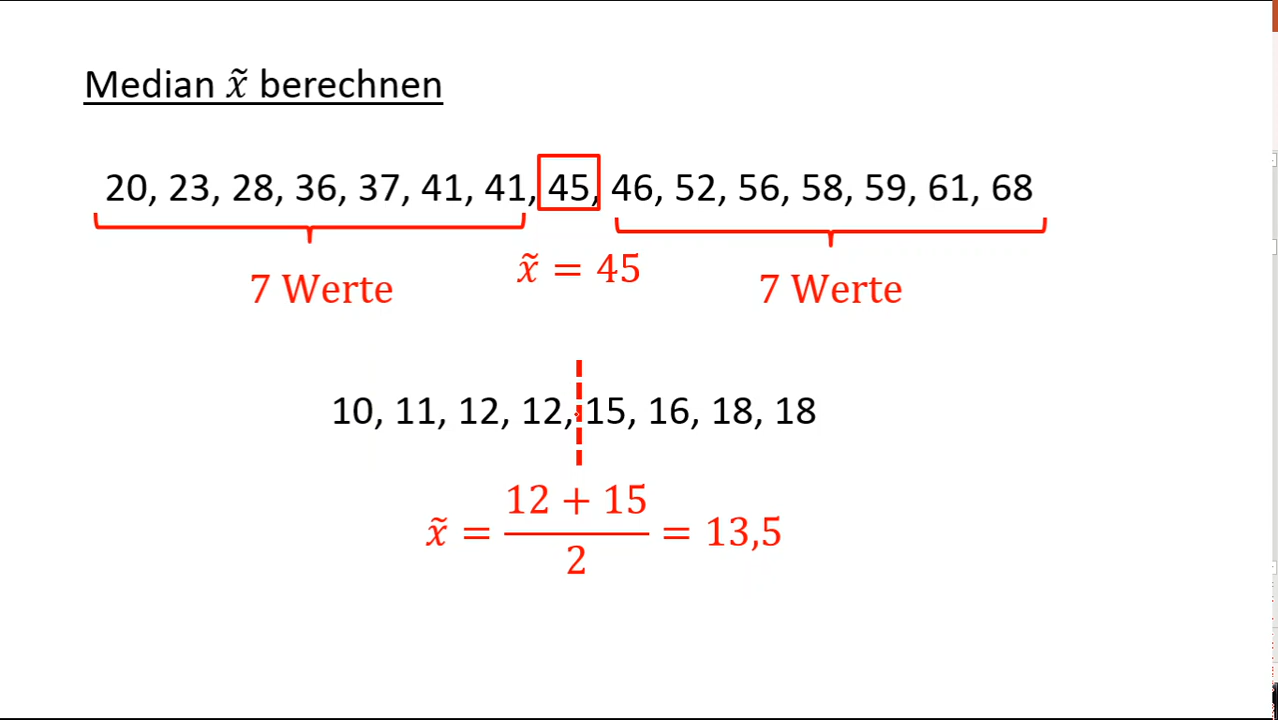 Median x̃ berechnen
20, 23, 28, 36, 37, 41, 41, 45, 46, 52, 56, 58, 59, 61, 68
7 Werte
x̃ = 45
7 Werte
10, 11, 12, 12, 15, 16, 18, 18
x̃ = (12 + 15)/2 = 13,5